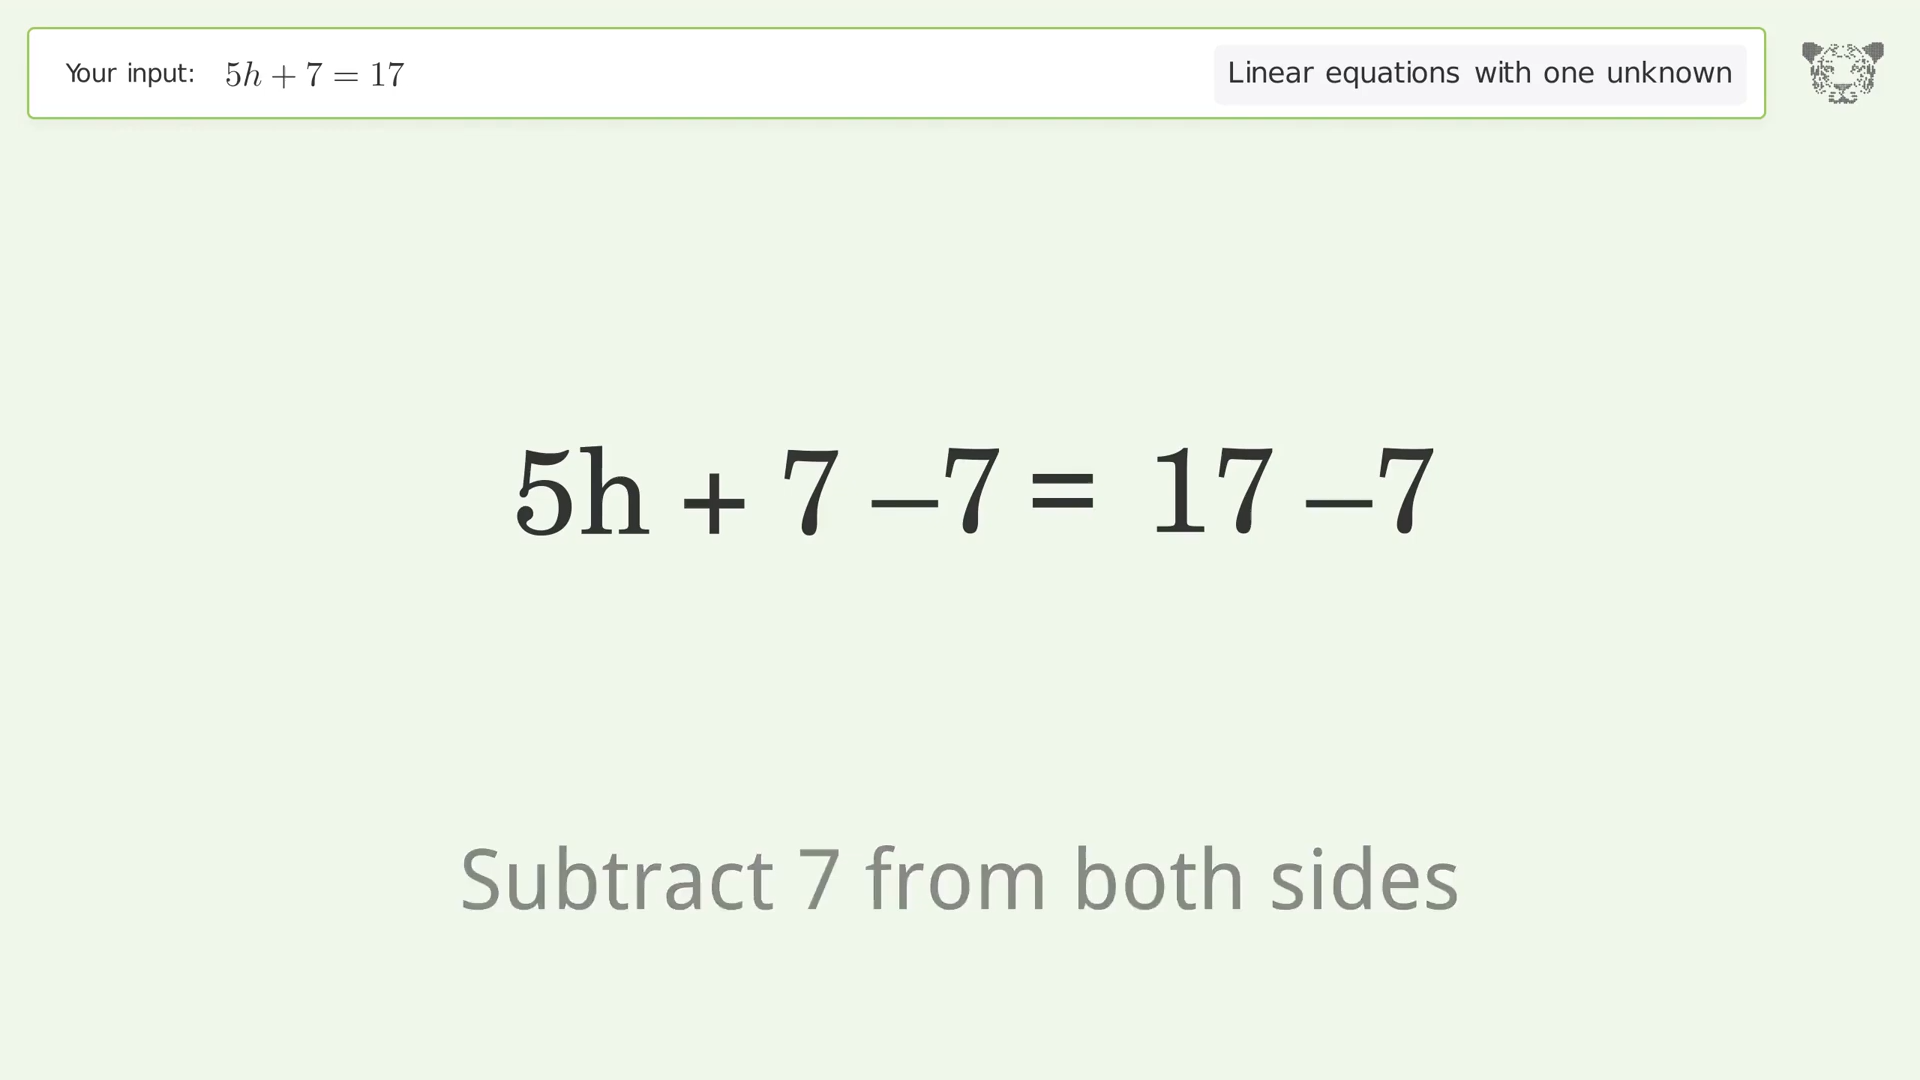 Your input: 5h + 7 = 17
Linear equations with one unknown
5h + 7 –7 = 17 –7
Subtract 7 from both sides